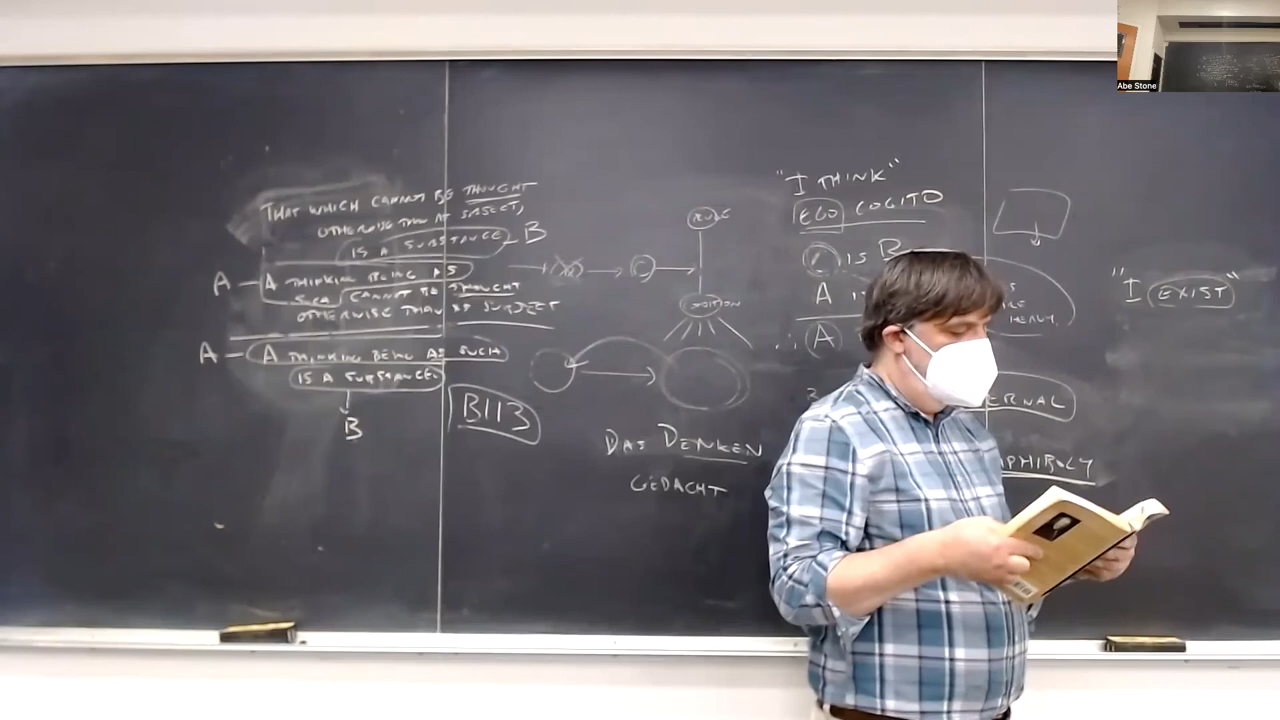 Abe Stone
THAT WHICH CANNOT BE THOUGHT
OTHERWISE THAN AS SUBJECT,
IS A SUBSTANCE B
A A THINKING BEING AS
SUCH CANNOT BE THOUGHT
OTHERWISE THAN AS SUBJECT
A A THINKING BEING AS SUCH
IS A SUBSTANCE
B
B113
C
DAS DENKEN
GEDACHT
"I THINK"
EGO COGITO
C IS B
A
∴ A
HEAVY
"I EXIST"